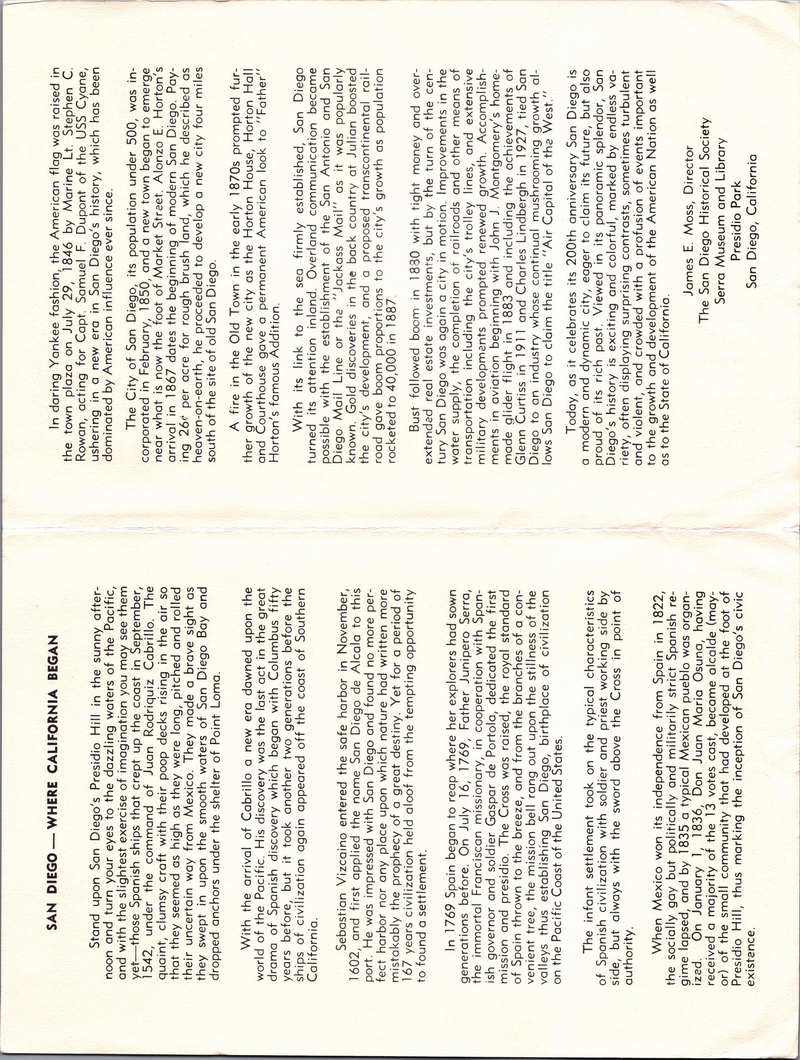 SAN DIEGO — WHERE CALIFORNIA BEGAN
Stand upon San Diego's Presidio Hill in the sunny after-
noon and turn your eyes to the dazzling waters of the Pacific,
and with the slightest exercise of imagination you may see them
yet—those Spanish ships that crept up the coast in September,
1542, under the command of Juan Rodriquiz Cabrillo. The
quaint, clumsy craft with their poop decks rising in the air so
that they seemed as high as they were long, pitched and rolled
their uncertain way from Mexico. They made a brave sight as
they swept in upon the smooth waters of San Diego Bay and
dropped anchors under the shelter of Point Loma.
With the arrival of Cabrillo a new era dawned upon the
world of the Pacific. His discovery was the last act in the great
drama of Spanish discovery which began with Columbus fifty
years before, but it took another two generations before the
ships of civilization again appeared off the coast of Southern
California.
Sebastian Vizcaino entered the safe harbor in November,
1602, and first applied the name San Diego de Alcala to this
port. He was impressed with San Diego and found no more per-
fect harbor nor any place upon which nature had written more
mistakably the prophecy of a great destiny. Yet for a period of
167 years civilization held aloof from the tempting opportunity
to found a settlement.
In 1769 Spain began to reap where her explorers had sown
generations before. On July 16, 1769, Father Junipero Serra,
the immortal Franciscan missionary, in cooperation with Span-
ish governor and soldier Gaspar de Portola, dedicated the first
mission and presidio. The Cross was raised, the royal standard
of Spain thrown to the breeze, and from the branches of a con-
venient tree, the mission bell rang out upon the stillness of the
valleys thus establishing San Diego, birthplace of civilization
on the Pacific Coast of the United States.
The infant settlement took on the typical characteristics
of Spanish civilization with soldier and priest working side by
side, but always with the sword above the Cross in point of
authority.
When Mexico won its independence from Spain in 1822,
the socially gay but politically and militarily strict Spanish re-
gime lapsed, and by 1835 a typical Mexican pueblo was organ-
ized. On January 1, 1836 Don Juan Maria Osuna, having
received a majority of the 13 votes cast, became alcalde (may-
or) of the small community that had developed at the foot of
Presidio Hill, thus marking the inception of San Diego's civic
existence.
In daring Yankee fashion, the American flag was raised in
the town plaza on July 29, 1846 by Marine Lt. Stephen C.
Rowan, acting for Capt. Samuel F. Dupont of the USS Cyane,
ushering in a new era in San Diego's history, which has been
dominated by American influence ever since.
The City of San Diego, its population under 500, was in-
corporated in February, 1850, and a new town began to emerge
near what is now the foot of Market Street. Alonzo E. Horton's
arrival in 1867 dates the beginning of modern San Diego. Pay-
ing 26¢ per acre for rough brush land, which he described as
heaven-on-earth, he proceeded to develop a new city four miles
south of the site of old San Diego.
A fire in the Old Town in the early 1870s prompted fur-
ther growth of the new city as the Horton House, Horton Hall
and Courthouse gave a permanent American look to "Father"
Horton's famous Addition.
With its link to the sea firmly established, San Diego
turned its attention inland. Overland communication became
possible with the establishment of the San Antonio and San
Diego Mail Line or the "Jackass Mail" as it was popularly
known. Gold discoveries in the back country at Julian boosted
the city's development, and a proposed transcontinental rail-
road gave boom proportions to the city's growth as population
rocketed to 40,000 in 1887.
Bust followed boom in 1880 with tight money and over-
extended real estate investments, but by the turn of the cen-
tury San Diego was again a city in motion. Improvements in the
water supply, the completion of railroads and other means of
transportation including the city's trolley lines, and extensive
military developments prompted renewed growth. Accomplish-
ments in aviation beginning with John J. Montgomery's home-
made glider flight in 1883 and including the achievements of
Glenn Curtiss in 1911 and Charles Lindbergh in 1927, tied San
Diego to an industry whose continual mushrooming growth al-
lows San Diego to claim the title "Air Capital of the West."
Today, as it celebrates its 200th anniversary San Diego is
a modern and dynamic city, eager to claim its future, but also
proud of its rich past. Viewed in its panoramic splendor, San
Diego's history is exciting and colorful, marked by endless va-
riety, often displaying surprising contrasts, sometimes turbulent
and violent, and crowded with a profusion of events important
to the growth and development of the American Nation as well
as to the State of California.
James E. Moss, Director
The San Diego Historical Society
Serra Museum and Library
Presidio Park
San Diego, California